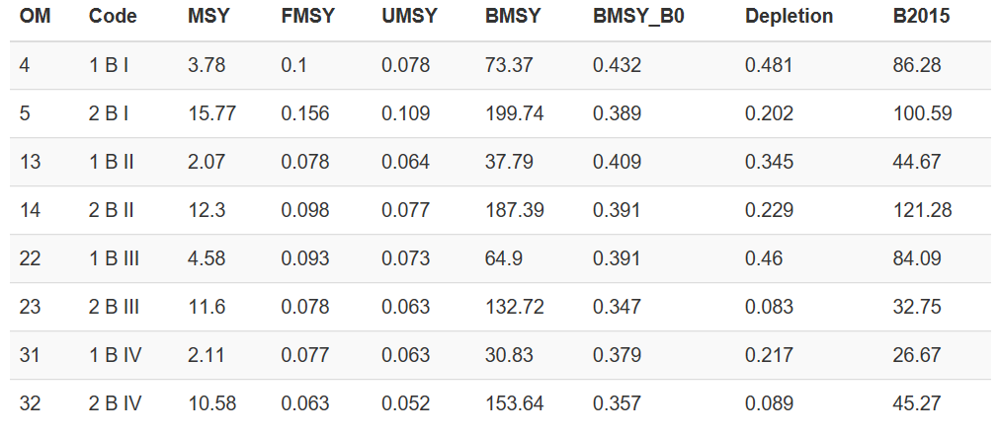 OM Code MSY FMSY UMSY BMSY BMSY_B0 Depletion B2015
4 1 B I 3.78 0.1 0.078 73.37 0.432 0.481 86.28
5 2 B I 15.77 0.156 0.109 199.74 0.389 0.202 100.59
13 1 B II 2.07 0.078 0.064 37.79 0.409 0.345 44.67
14 2 B II 12.3 0.098 0.077 187.39 0.391 0.229 121.28
22 1 B III 4.58 0.093 0.073 64.9 0.391 0.46 84.09
23 2 B III 11.6 0.078 0.063 132.72 0.347 0.083 32.75
31 1 B IV 2.11 0.077 0.063 30.83 0.379 0.217 26.67
32 2 B IV 10.58 0.063 0.052 153.64 0.357 0.089 45.27